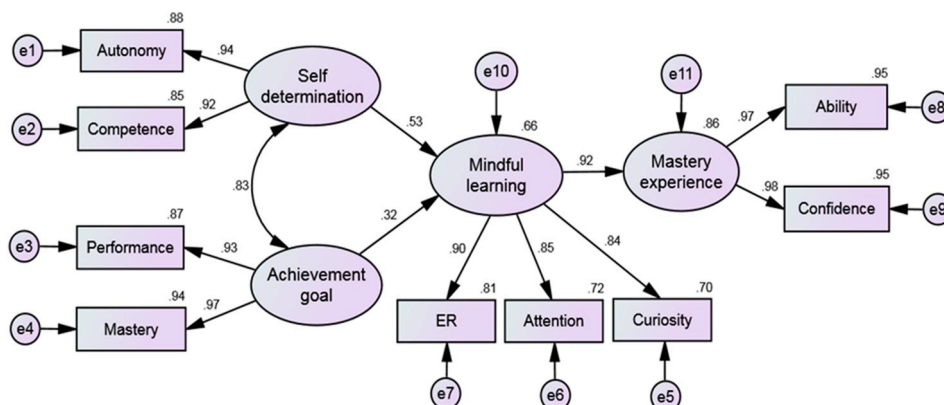 .88
e1
Autonomy
.94
Self
determination
.85
e2
Competence
.92
.83
.87
e3
Performance
.93
Achievement
goal
.94
e4
Mastery
.97
.53
.32
e10
.66
Mindful
learning
.92
e11
.86
Mastery
experience
.97
.95
Ability
e8
.98
.95
Confidence
e9
.90
.85
.84
.81
ER
e7
.72
Attention
e6
.70
Curiosity
e5